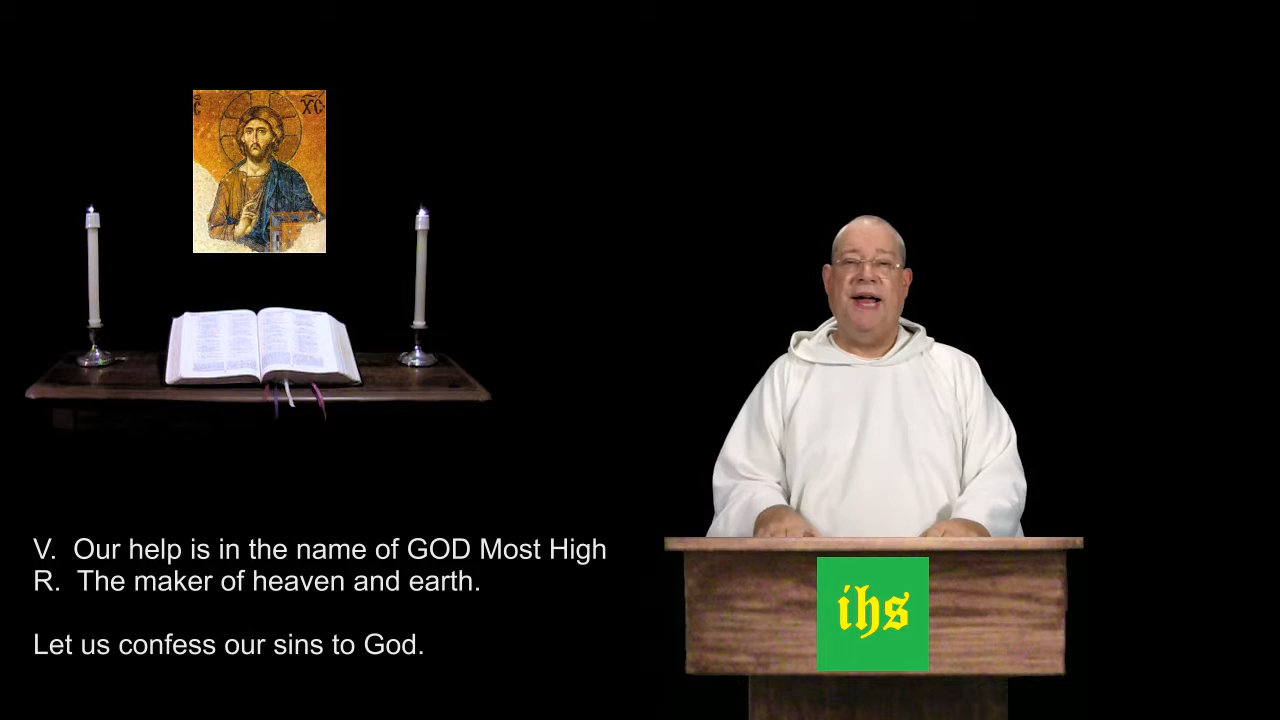 ΧC
V.  Our help is in the name of GOD Most High
R.  The maker of heaven and earth.
Let us confess our sins to God.
ihs